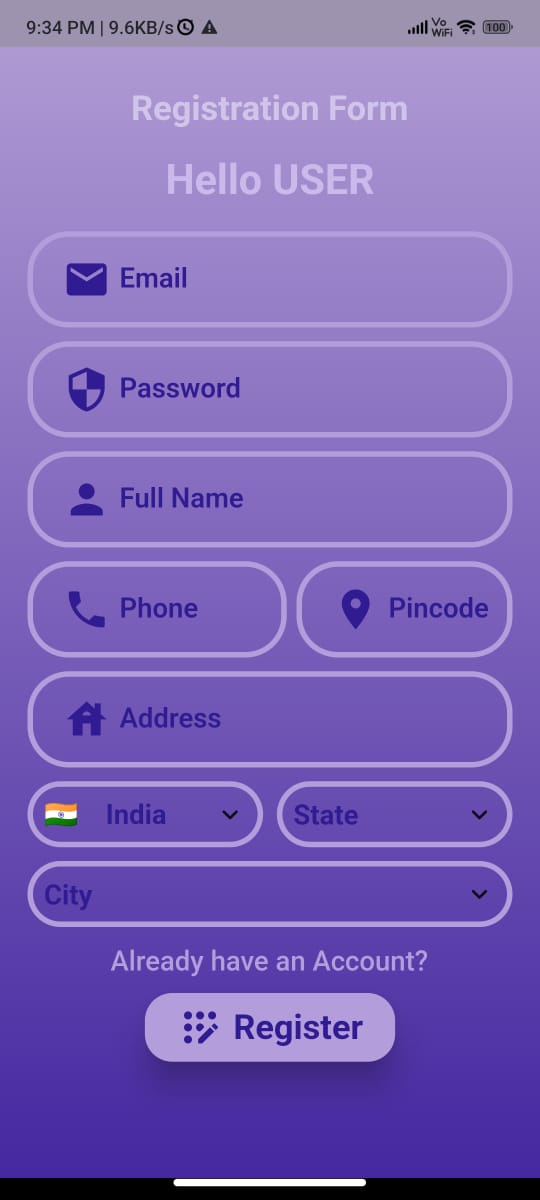 9:34 PM | 9.6KB/s Vo WiFi 100
Registration Form
Hello USER
Email
Password
Full Name
Phone Pincode
Address
India State
City
Already have an Account?
Register